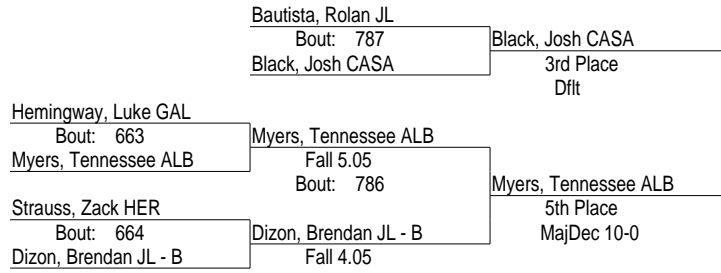 Bautista, Rolan JL
Bout: 787
Black, Josh CASA
Black, Josh CASA
3rd Place
Dflt
Hemingway, Luke GAL
Bout: 663
Myers, Tennessee ALB
Myers, Tennessee ALB
Fall 5.05
Bout: 786
Myers, Tennessee ALB
5th Place
MajDec 10-0
Strauss, Zack HER
Bout: 664
Dizon, Brendan JL - B
Dizon, Brendan JL - B
Fall 4.05